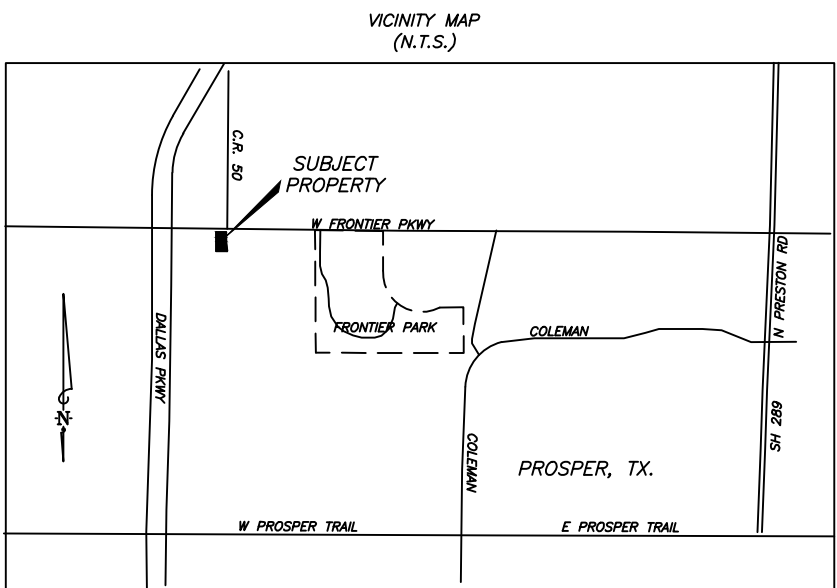 VICINITY MAP
(N.T.S.)
C.R. 50
SUBJECT
PROPERTY
W FRONTIER PKWY
N PRESTON RD
DALLAS PKWY
FRONTIER PARK
COLEMAN
N
SH 289
COLEMAN
PROSPER, TX.
W PROSPER TRAIL
E PROSPER TRAIL